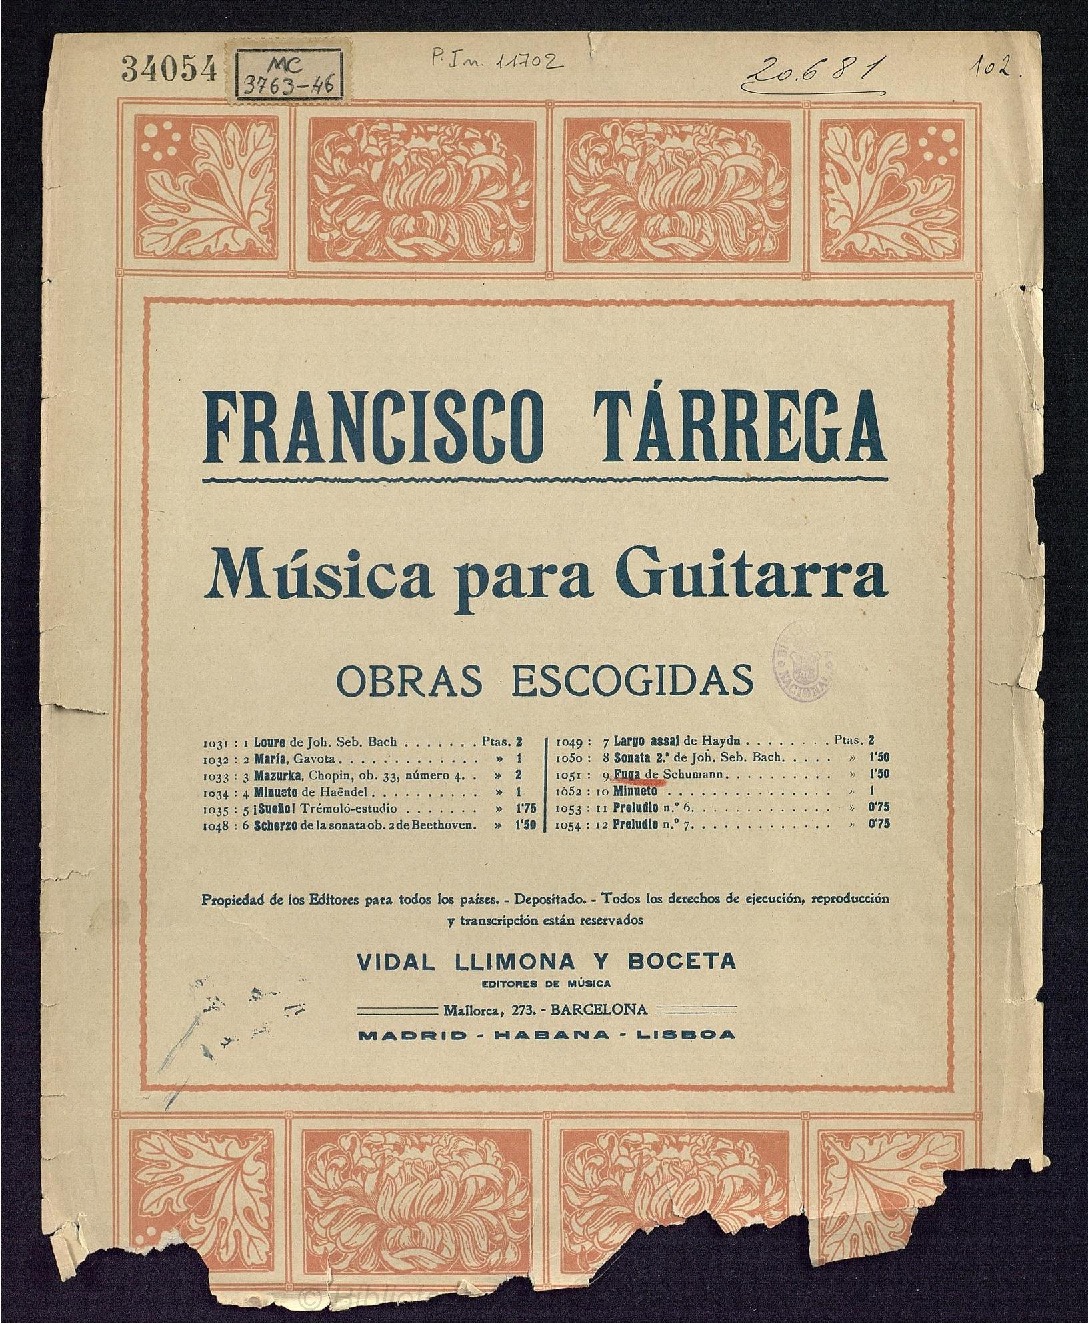 34054
MC
3763-46
P.In. 11702
20.681
102.
FRANCISCO TÁRREGA
Música para Guitarra
OBRAS ESCOGIDAS
NACIONAL
1031 : 1 Loure de Joh. Seb. Bach . . . . . . . Ptas. 2
1032 : 2 María, Gavota. . . . . . . . . . . . . » 1
1033 : 3 Mazurka, Chopin, ob. 33, número 4. . » 2
1034 : 4 Minueto de Haëndel . . . . . . . . . . » 1
1035 : 5 ¡Sueño! Trémolo-estudio . . . . . . . » 1'75
1048 : 6 Scherzo de la sonata ob. 2 de Beethoven. » 1'50
1049 : 7 Largo assai de Haydn . . . . . . . . Ptas. 2
1050 : 8 Sonata 2.ª de Joh. Seb. Bach. . . . . » 1'50
1051 : 9 Fuga de Schumann. . . . . . . . . . » 1'50
1052 : 10 Minueto . . . . . . . . . . . . . . . » 1
1053 : 11 Preludio n.º 6. . . . . . . . . . . . . » 0'75
1054 : 12 Preludio n.º 7. . . . . . . . . . . . . » 0'75
Propiedad de los Editores para todos los países. - Depositado. - Todos los derechos de ejecución, reproducción
y transcripción están reservados
VIDAL LLIMONA Y BOCETA
EDITORES DE MÚSICA
Mallorca, 273. - BARCELONA
MADRID - HABANA - LISBOA